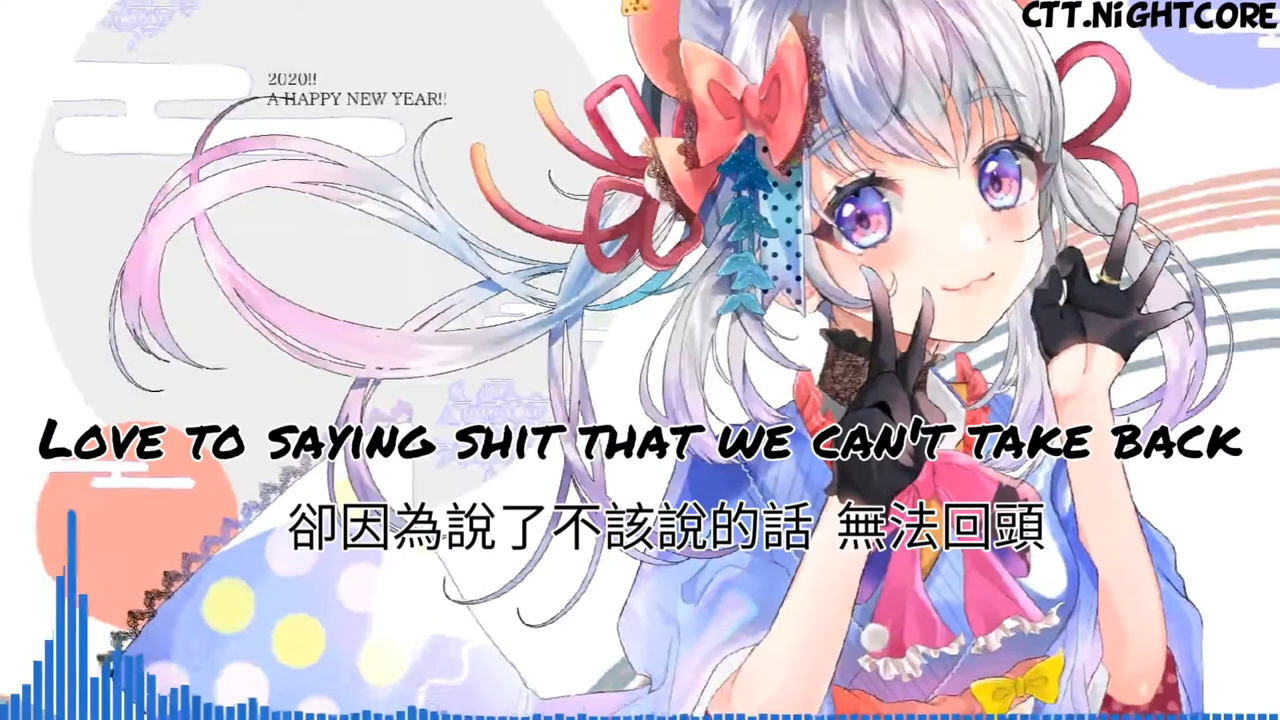 CTT.NiGHTCORE
2020!!
A HAPPY NEW YEAR!!
LOVE TO SAYING SHIT THAT WE CAN'T TAKE BACK
卻因為說了不該說的話 無法回頭